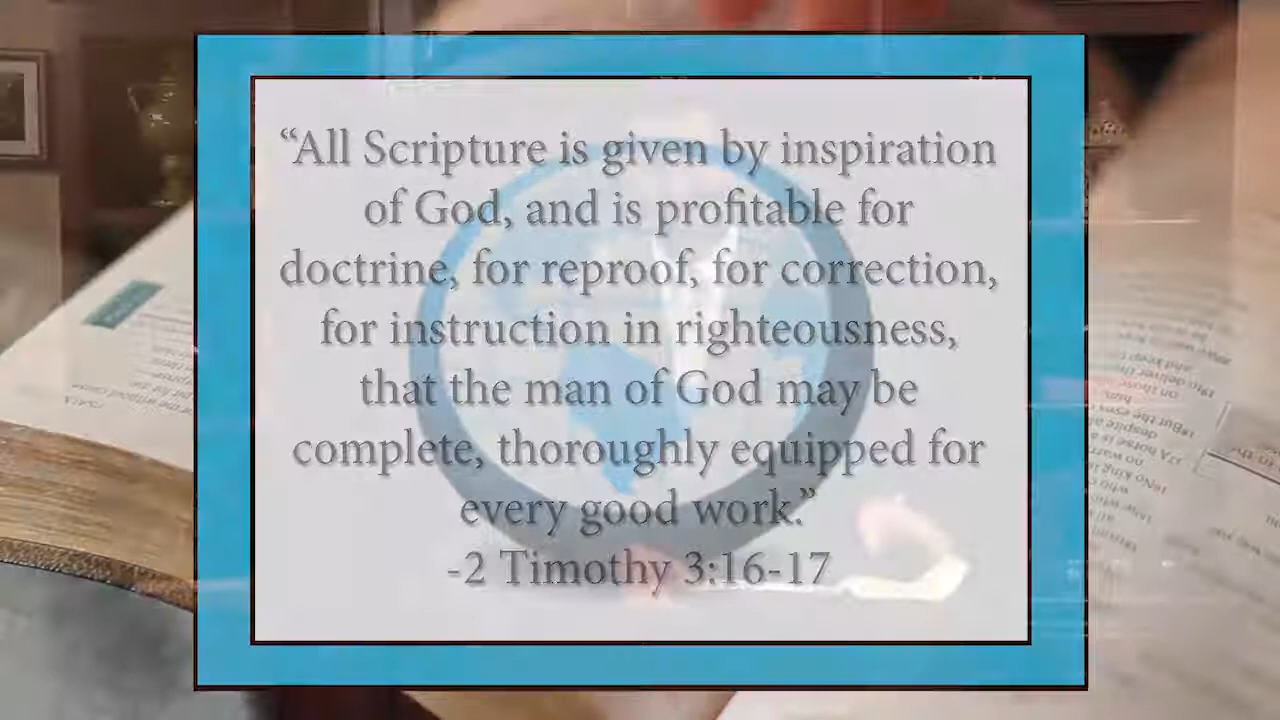 “All Scripture is given by inspiration
of God, and is profitable for
doctrine, for reproof, for correction,
for instruction in righteousness,
that the man of God may be
complete, thoroughly equipped for
every good work.”
-2 Timothy 3:16-17